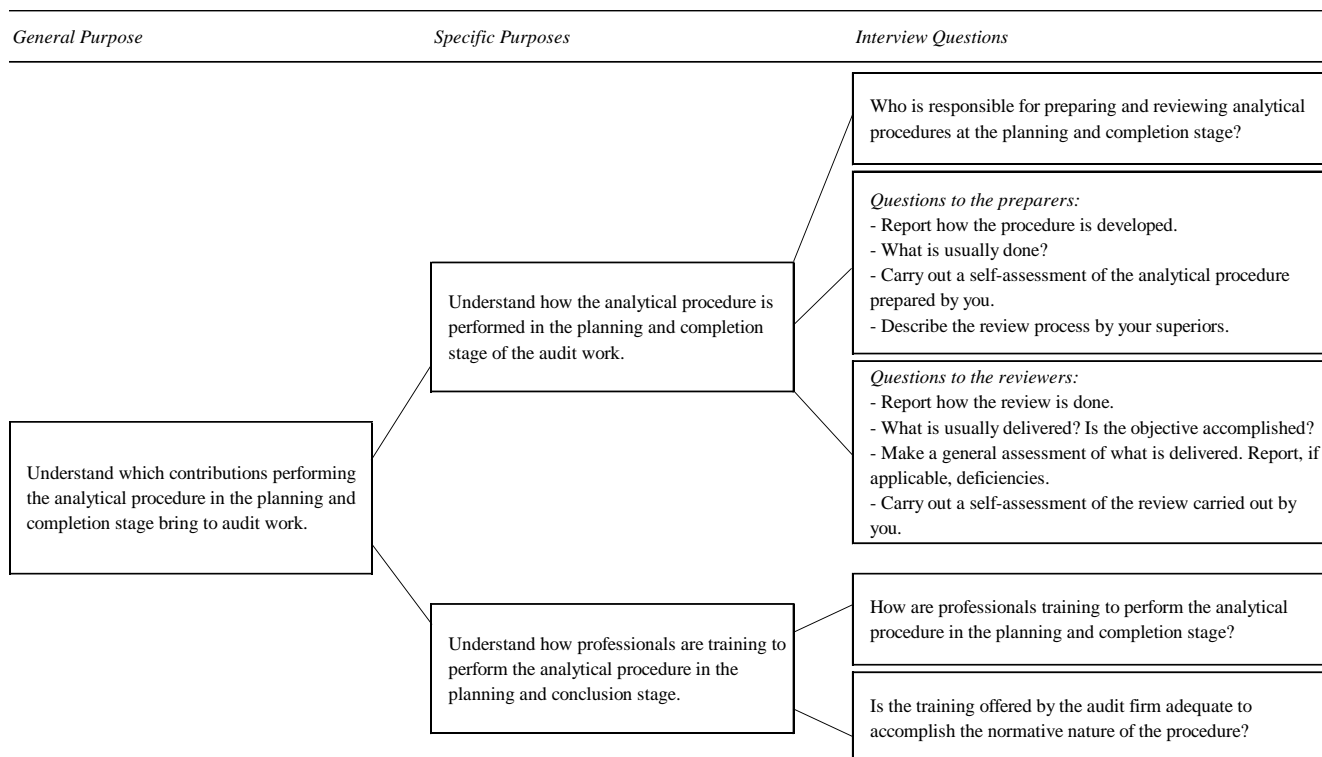 General Purpose
Specific Purposes
Interview Questions
Who is responsible for preparing and reviewing analytical
procedures at the planning and completion stage?
Questions to the preparers:
- Report how the procedure is developed.
- What is usually done?
- Carry out a self-assessment of the analytical procedure
prepared by you.
- Describe the review process by your superiors.
Understand how the analytical procedure is
performed in the planning and completion
stage of the audit work.
Questions to the reviewers:
- Report how the review is done.
- What is usually delivered? Is the objective accomplished?
- Make a general assessment of what is delivered. Report, if
applicable, deficiencies.
- Carry out a self-assessment of the review carried out by
you.
Understand which contributions performing
the analytical procedure in the planning and
completion stage bring to audit work.
How are professionals training to perform the analytical
procedure in the planning and completion stage?
Understand how professionals are training to
perform the analytical procedure in the
planning and conclusion stage.
Is the training offered by the audit firm adequate to
accomplish the normative nature of the procedure?